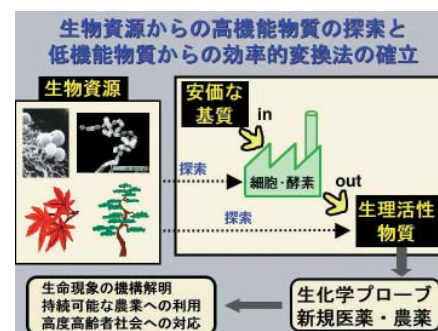 生物資源からの高機能物質の探索と
低機能物質からの効率的変換法の確立
生物資源
安価な
基質
in
探索
細胞・酵素
out
探索
生理活性
物質
生命現象の機構解明
持続可能な農業への利用
高度高齢者社会への対応
生化学プローブ
新規医薬・農薬